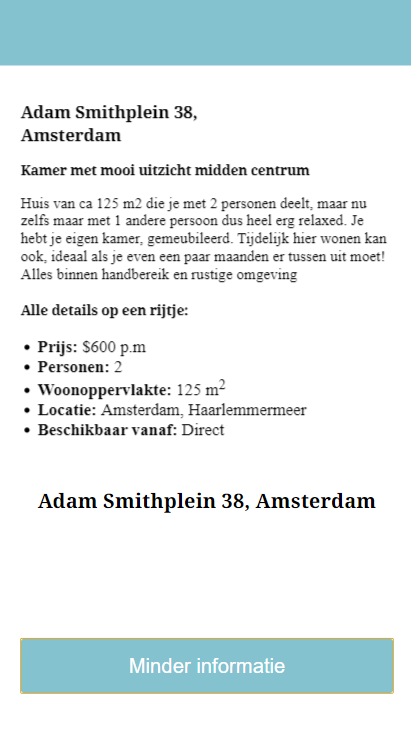 Adam Smithplein 38,
Amsterdam
Kamer met mooi uitzicht midden centrum
Huis van ca 125 m2 die je met 2 personen deelt, maar nu
zelfs maar met 1 andere persoon dus heel erg relaxed. Je
hebt je eigen kamer, gemeubileerd. Tijdelijk hier wonen kan
ook, ideaal als je even een paar maanden er tussen uit moet!
Alles binnen handbereik en rustige omgeving
Alle details op een rijtje:
• Prijs: $600 p.m
• Personen: 2
• Woonoppervlakte: 125 m²
• Locatie: Amsterdam, Haarlemmermeer
• Beschikbaar vanaf: Direct
Adam Smithplein 38, Amsterdam
Minder informatie